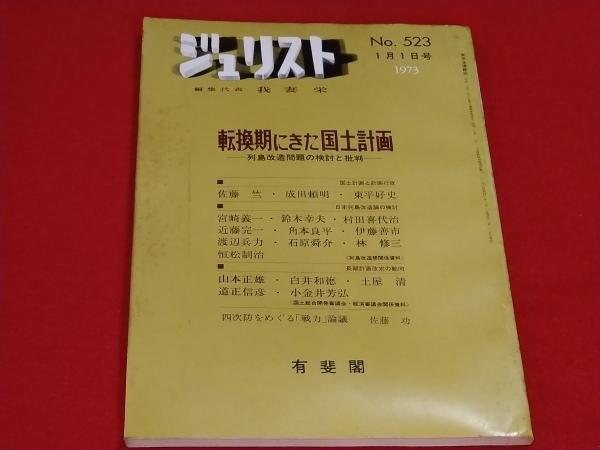 ジュリスト
No. 523
1月1日号
1973
編集代表 我妻 栄
転換期にきた国土計画
——列島改造問題の検討と批判——
■ 国土計画と計画行政
佐藤 竺 ・ 成田頼明 ・ 東平好史
■ 日本列島改造論の検討
宮崎義一 ・ 鈴木幸夫 ・ 村田喜代治
近藤完一 ・ 角本良平 ・ 伊藤善市
渡辺兵力 ・ 石原舜介 ・ 林 修三
恒松制治 〈列島改造懇関係資料〉
■ 長期計画改定の動向
山本正雄 ・ 白井和徳 ・ 土屋 清
道正信彦 ・ 小金井芳弘
〈国土総合開発審議会・経済審議会関係資料〉
四次防をめぐる「戦力」論議 佐藤 功
有斐閣